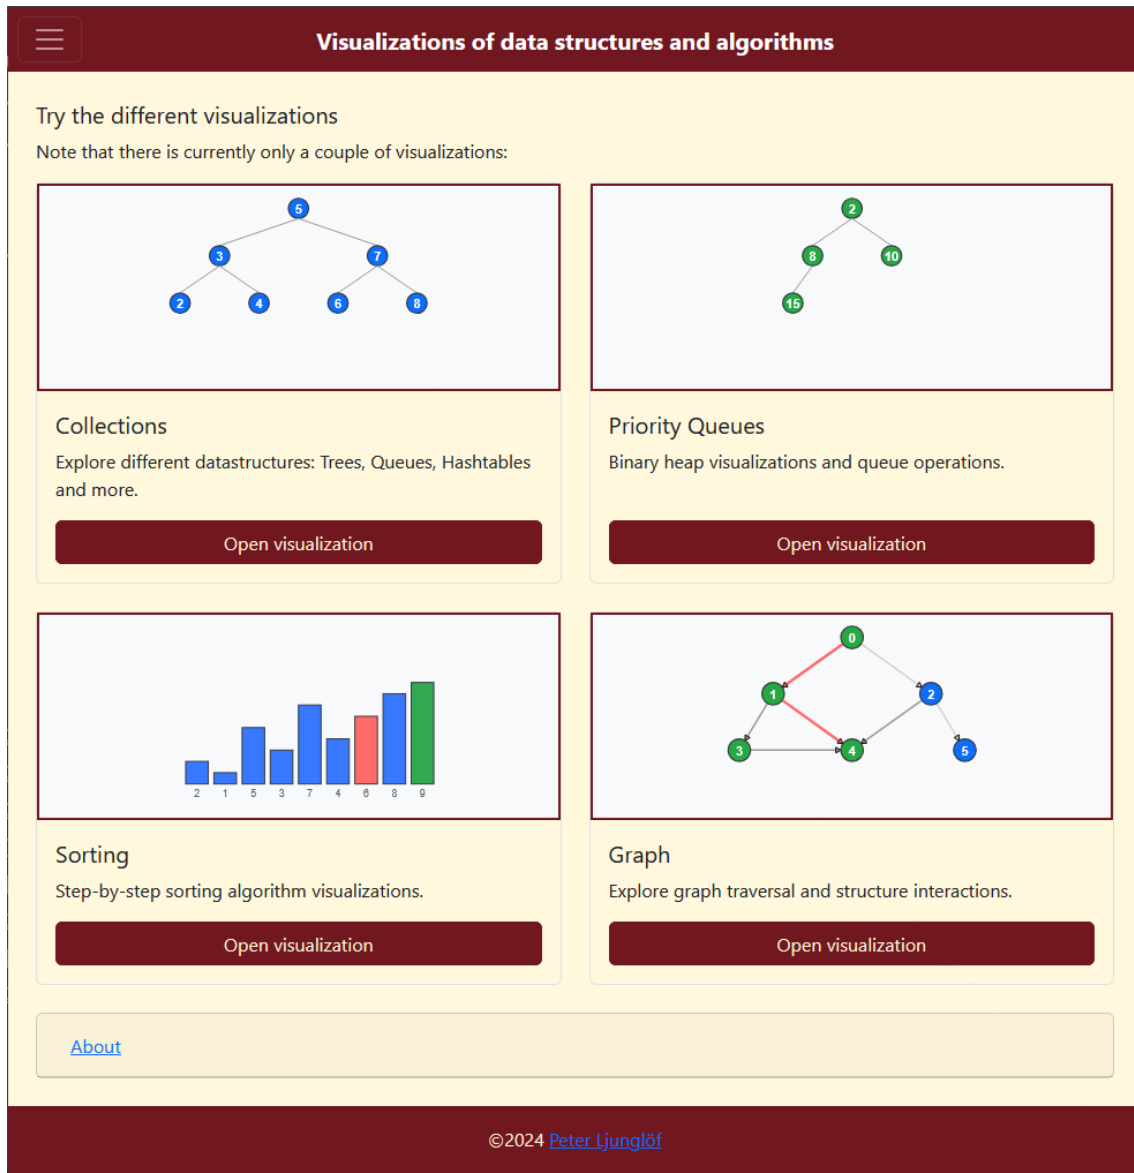 Visualizations of data structures and algorithms
Try the different visualizations
Note that there is currently only a couple of visualizations:
5
3 7
2 4 6 8
2
8 10
15
Collections
Explore different datastructures: Trees, Queues, Hashtables
and more.
Open visualization
Priority Queues
Binary heap visualizations and queue operations.
Open visualization
2 1 5 3 7 4 6 8 9
0
1 2
3 4 5
Sorting
Step-by-step sorting algorithm visualizations.
Open visualization
Graph
Explore graph traversal and structure interactions.
Open visualization
About
©2024 Peter Ljunglöf